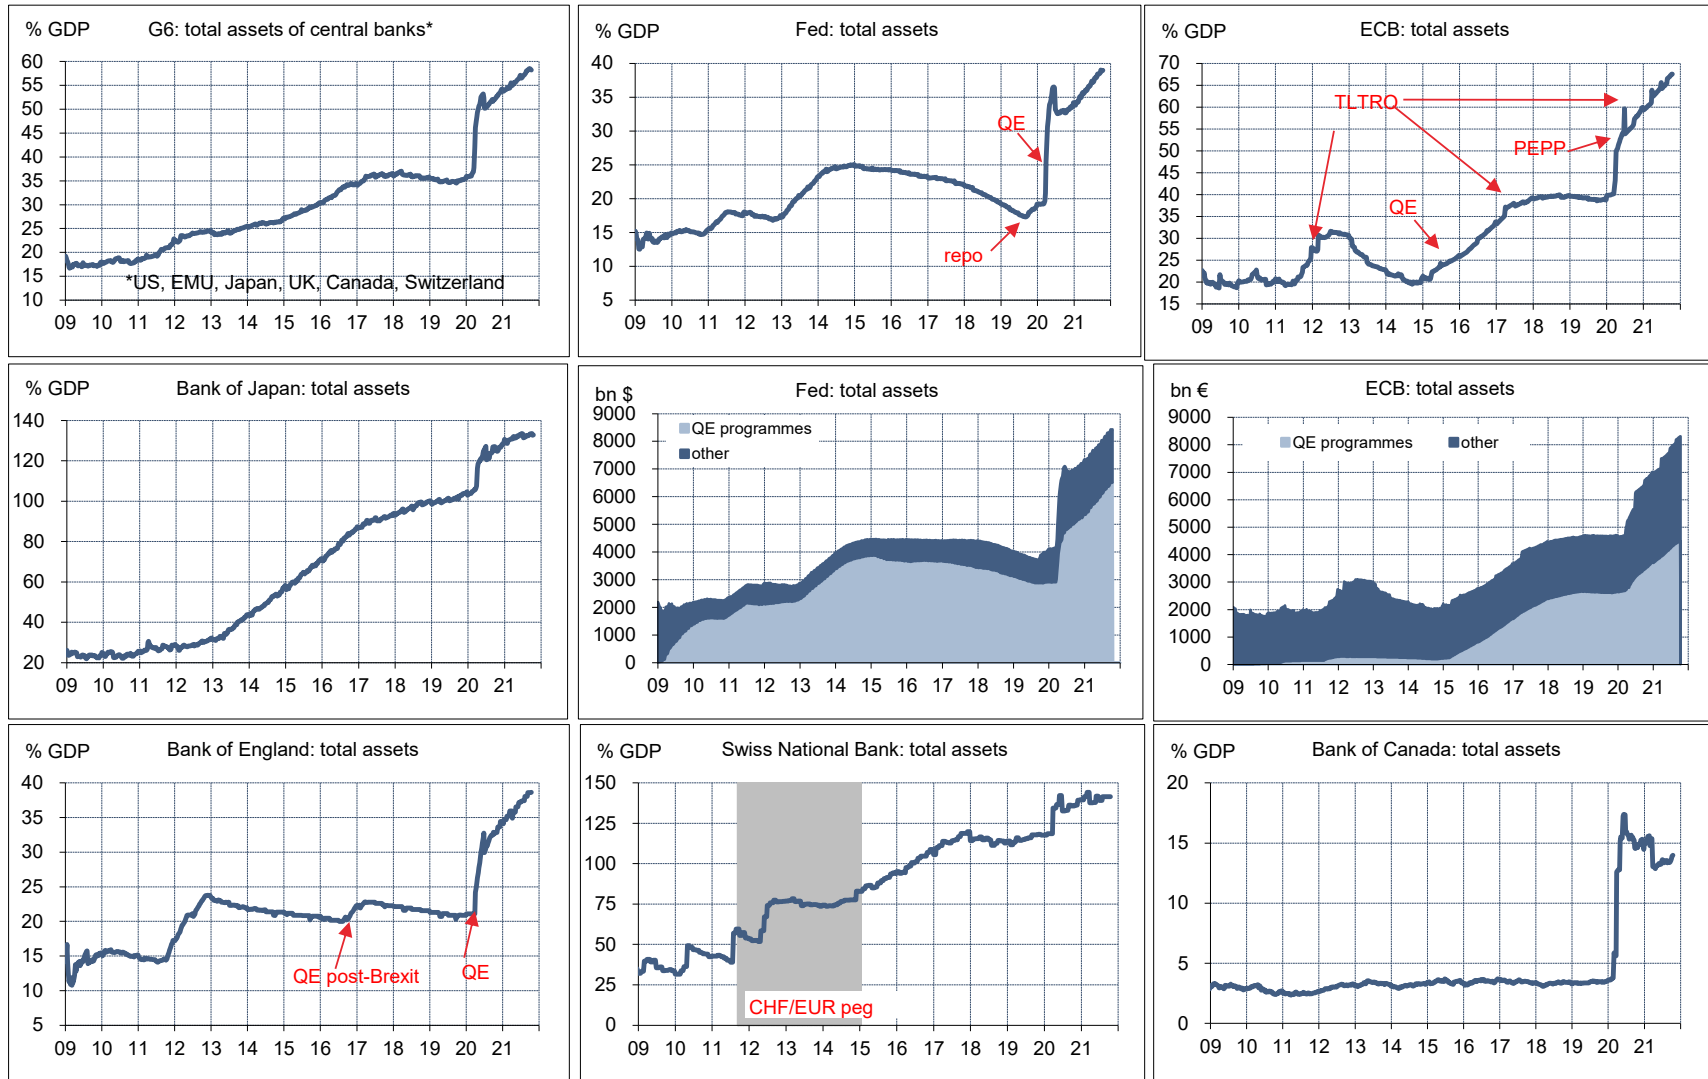 % GDP
G6: total assets of central banks*
60
55
50
45
40
35
30
25
20
15
10
*US, EMU, Japan, UK, Canada, Switzerland
09 10 11 12 13 14 15 16 17 18 19 20 21
% GDP
Fed: total assets
40
35
30
25
20
15
10
5
QE
repo
09 10 11 12 13 14 15 16 17 18 19 20 21
% GDP
ECB: total assets
70
65
60
55
50
45
40
35
30
25
20
15
TLTRO
PEPP
QE
09 10 11 12 13 14 15 16 17 18 19 20 21
% GDP
Bank of Japan: total assets
140
120
100
80
60
40
20
09 10 11 12 13 14 15 16 17 18 19 20 21
bn $
Fed: total assets
9000
8000
7000
6000
5000
4000
3000
2000
1000
0
QE programmes
other
09 10 11 12 13 14 15 16 17 18 19 20 21
bn €
ECB: total assets
9000
8000
7000
6000
5000
4000
3000
2000
1000
0
QE programmes other
09 10 11 12 13 14 15 16 17 18 19 20 21
% GDP
Bank of England: total assets
40
35
30
25
20
15
10
5
QE post-Brexit
QE
09 10 11 12 13 14 15 16 17 18 19 20 21
% GDP
Swiss National Bank: total assets
150
125
100
75
50
25
0
CHF/EUR peg
09 10 11 12 13 14 15 16 17 18 19 20 21
% GDP
Bank of Canada: total assets
20
15
10
5
0
09 10 11 12 13 14 15 16 17 18 19 20 21